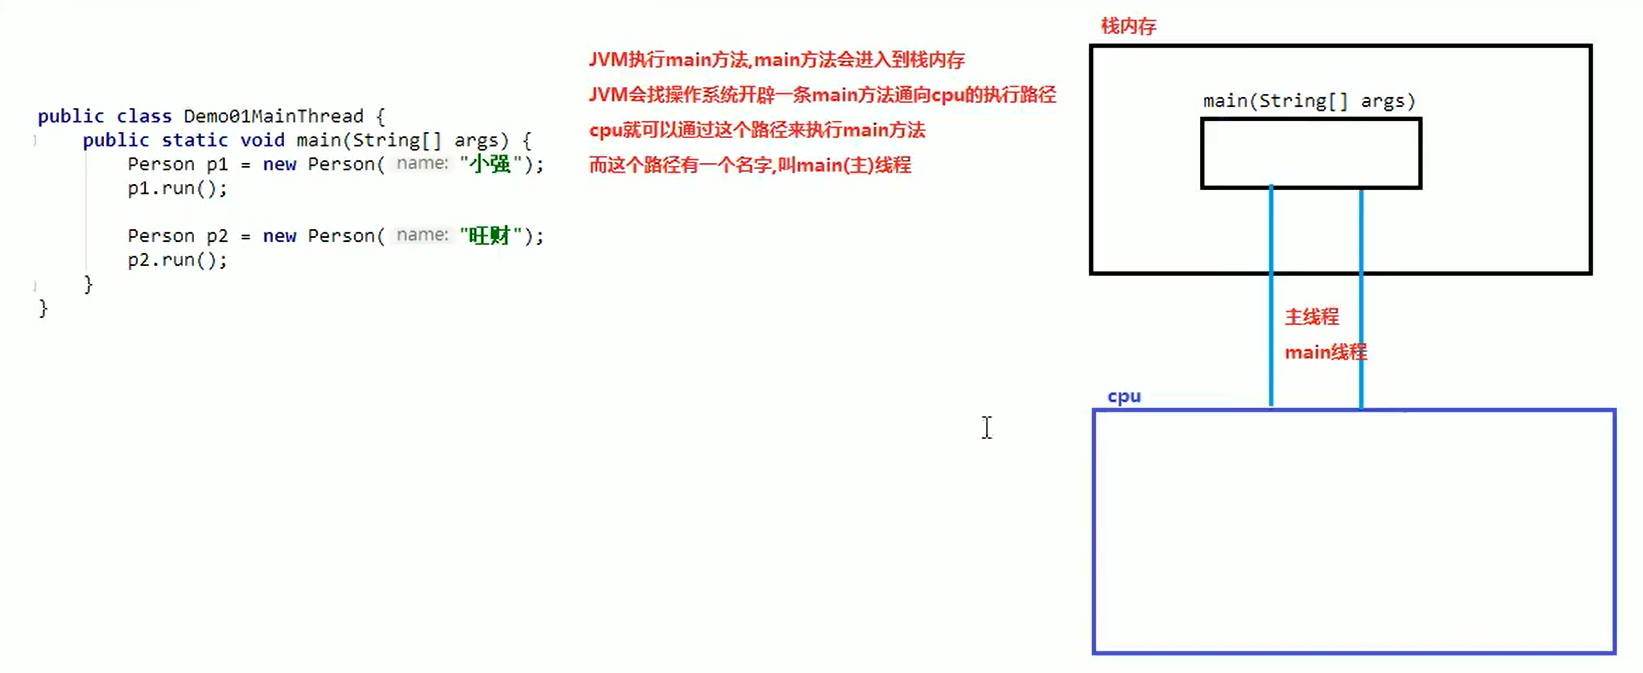 public class Demo01MainThread {
public static void main(String[] args) {
Person p1 = new Person( name: "小强");
p1.run();
Person p2 = new Person( name: "旺财");
p2.run();
}
}
JVM执行main方法,main方法会进入到栈内存
JVM会找操作系统开辟一条main方法通向cpu的执行路径
cpu就可以通过这个路径来执行main方法
而这个路径有一个名字,叫main(主)线程
栈内存
main(String[] args)
主线程
main线程
cpu